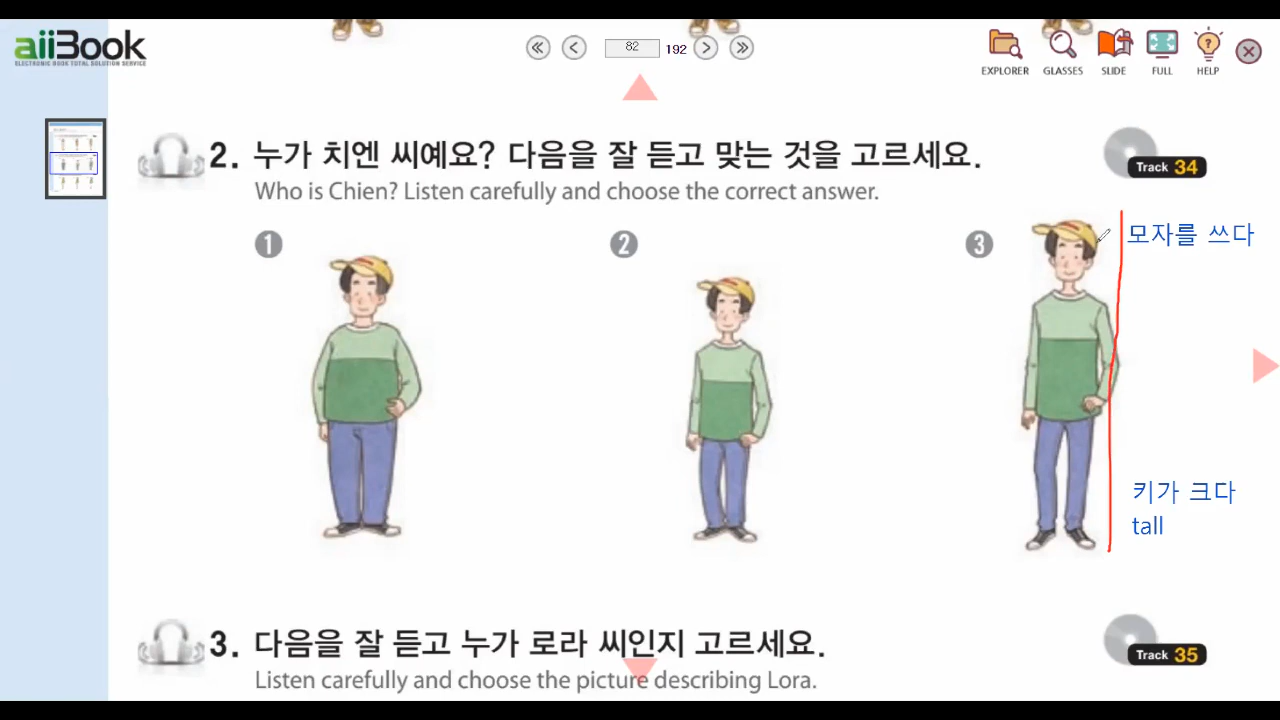 aiiBook
ELECTRONIC BOOK TOTAL SOLUTION SERVICE
82 192
EXPLORER GLASSES SLIDE FULL HELP
2. 누가 치엔 씨예요? 다음을 잘 듣고 맞는 것을 고르세요.
Track 34
Who is Chien? Listen carefully and choose the correct answer.
1 2 3
모자를 쓰다
키가 크다
tall
3. 다음을 잘 듣고 누가 로라 씨인지 고르세요.
Track 35
Listen carefully and choose the picture describing Lora.